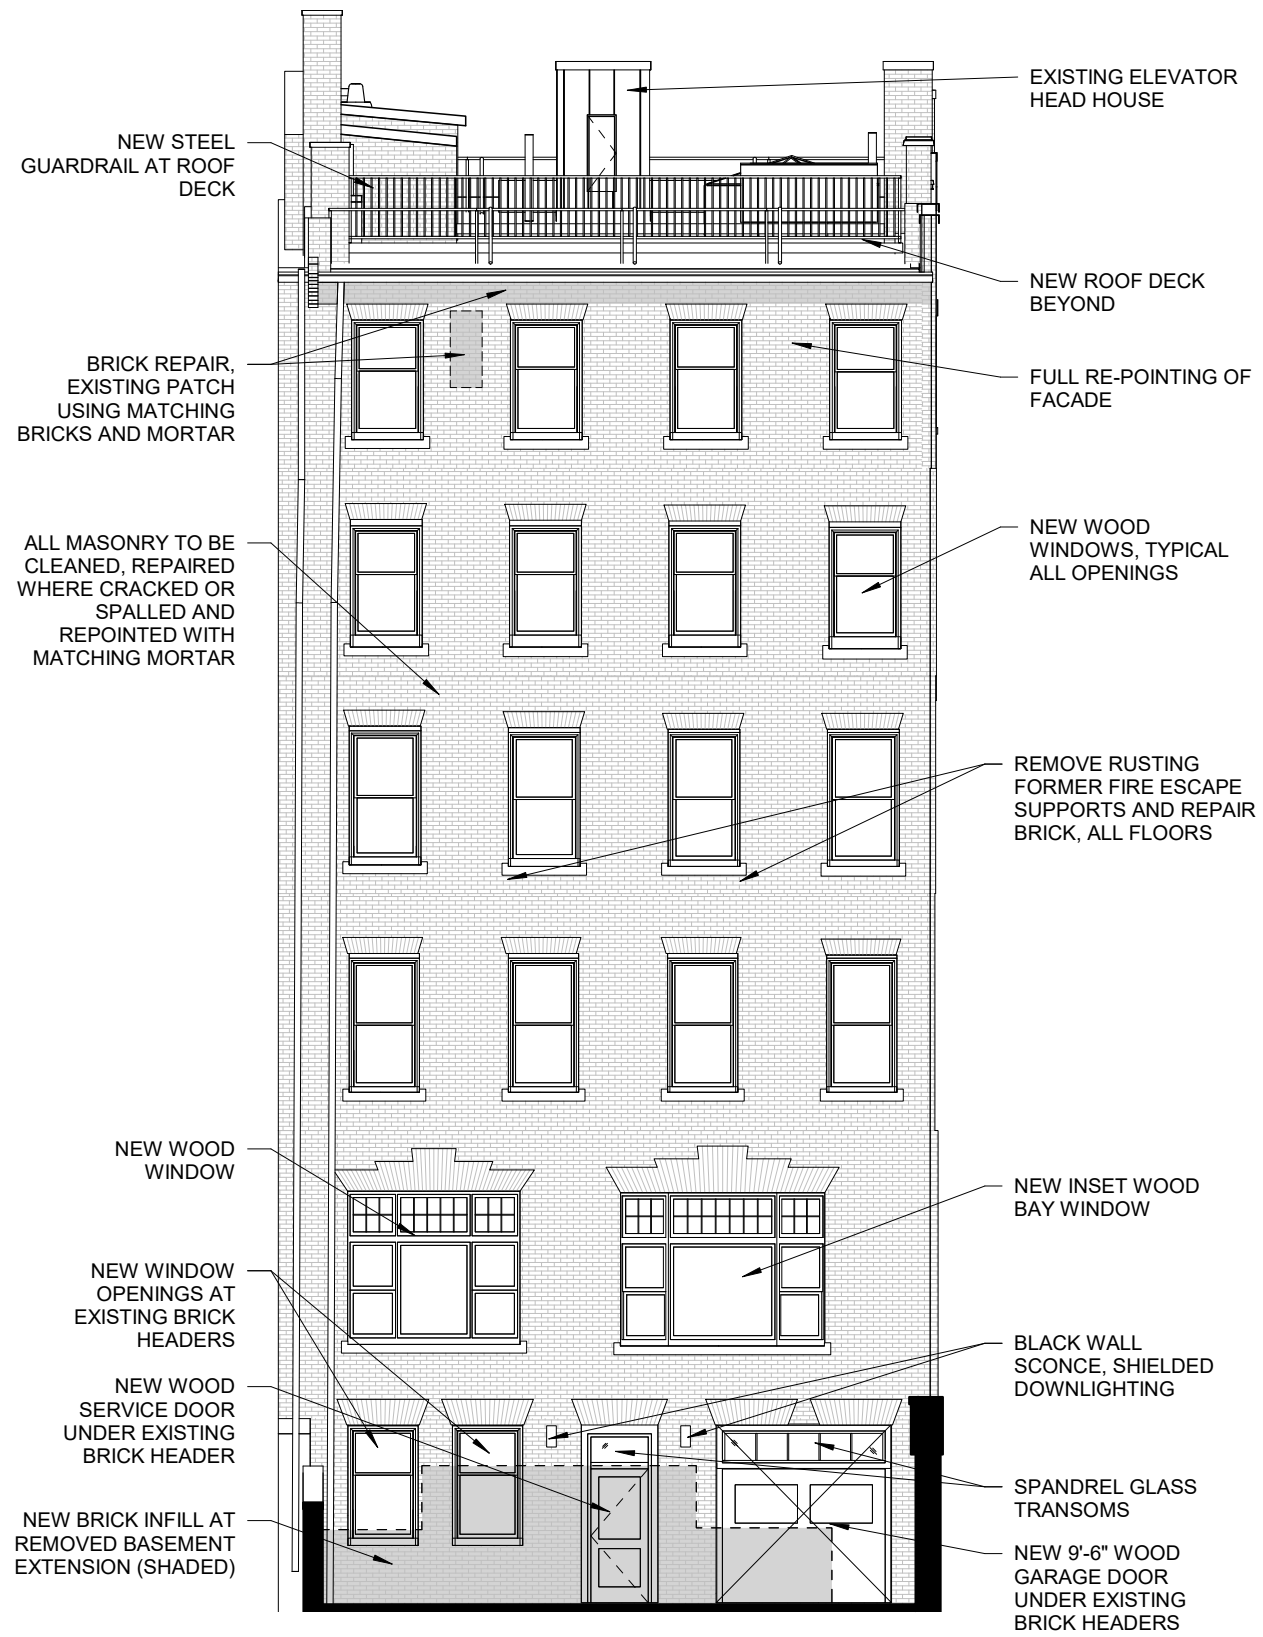 EXISTING ELEVATOR
HEAD HOUSE
NEW STEEL
GUARDRAIL AT ROOF
DECK
NEW ROOF DECK
BEYOND
BRICK REPAIR,
EXISTING PATCH
USING MATCHING
BRICKS AND MORTAR
FULL RE-POINTING OF
FACADE
ALL MASONRY TO BE
CLEANED, REPAIRED
WHERE CRACKED OR
SPALLED AND
REPOINTED WITH
MATCHING MORTAR
NEW WOOD
WINDOWS, TYPICAL
ALL OPENINGS
REMOVE RUSTING
FORMER FIRE ESCAPE
SUPPORTS AND REPAIR
BRICK, ALL FLOORS
NEW WOOD
WINDOW
NEW INSET WOOD
BAY WINDOW
NEW WINDOW
OPENINGS AT
EXISTING BRICK
HEADERS
BLACK WALL
SCONCE, SHIELDED
DOWNLIGHTING
NEW WOOD
SERVICE DOOR
UNDER EXISTING
BRICK HEADER
SPANDREL GLASS
TRANSOMS
NEW BRICK INFILL AT
REMOVED BASEMENT
EXTENSION (SHADED)
NEW 9'-6" WOOD
GARAGE DOOR
UNDER EXISTING
BRICK HEADERS